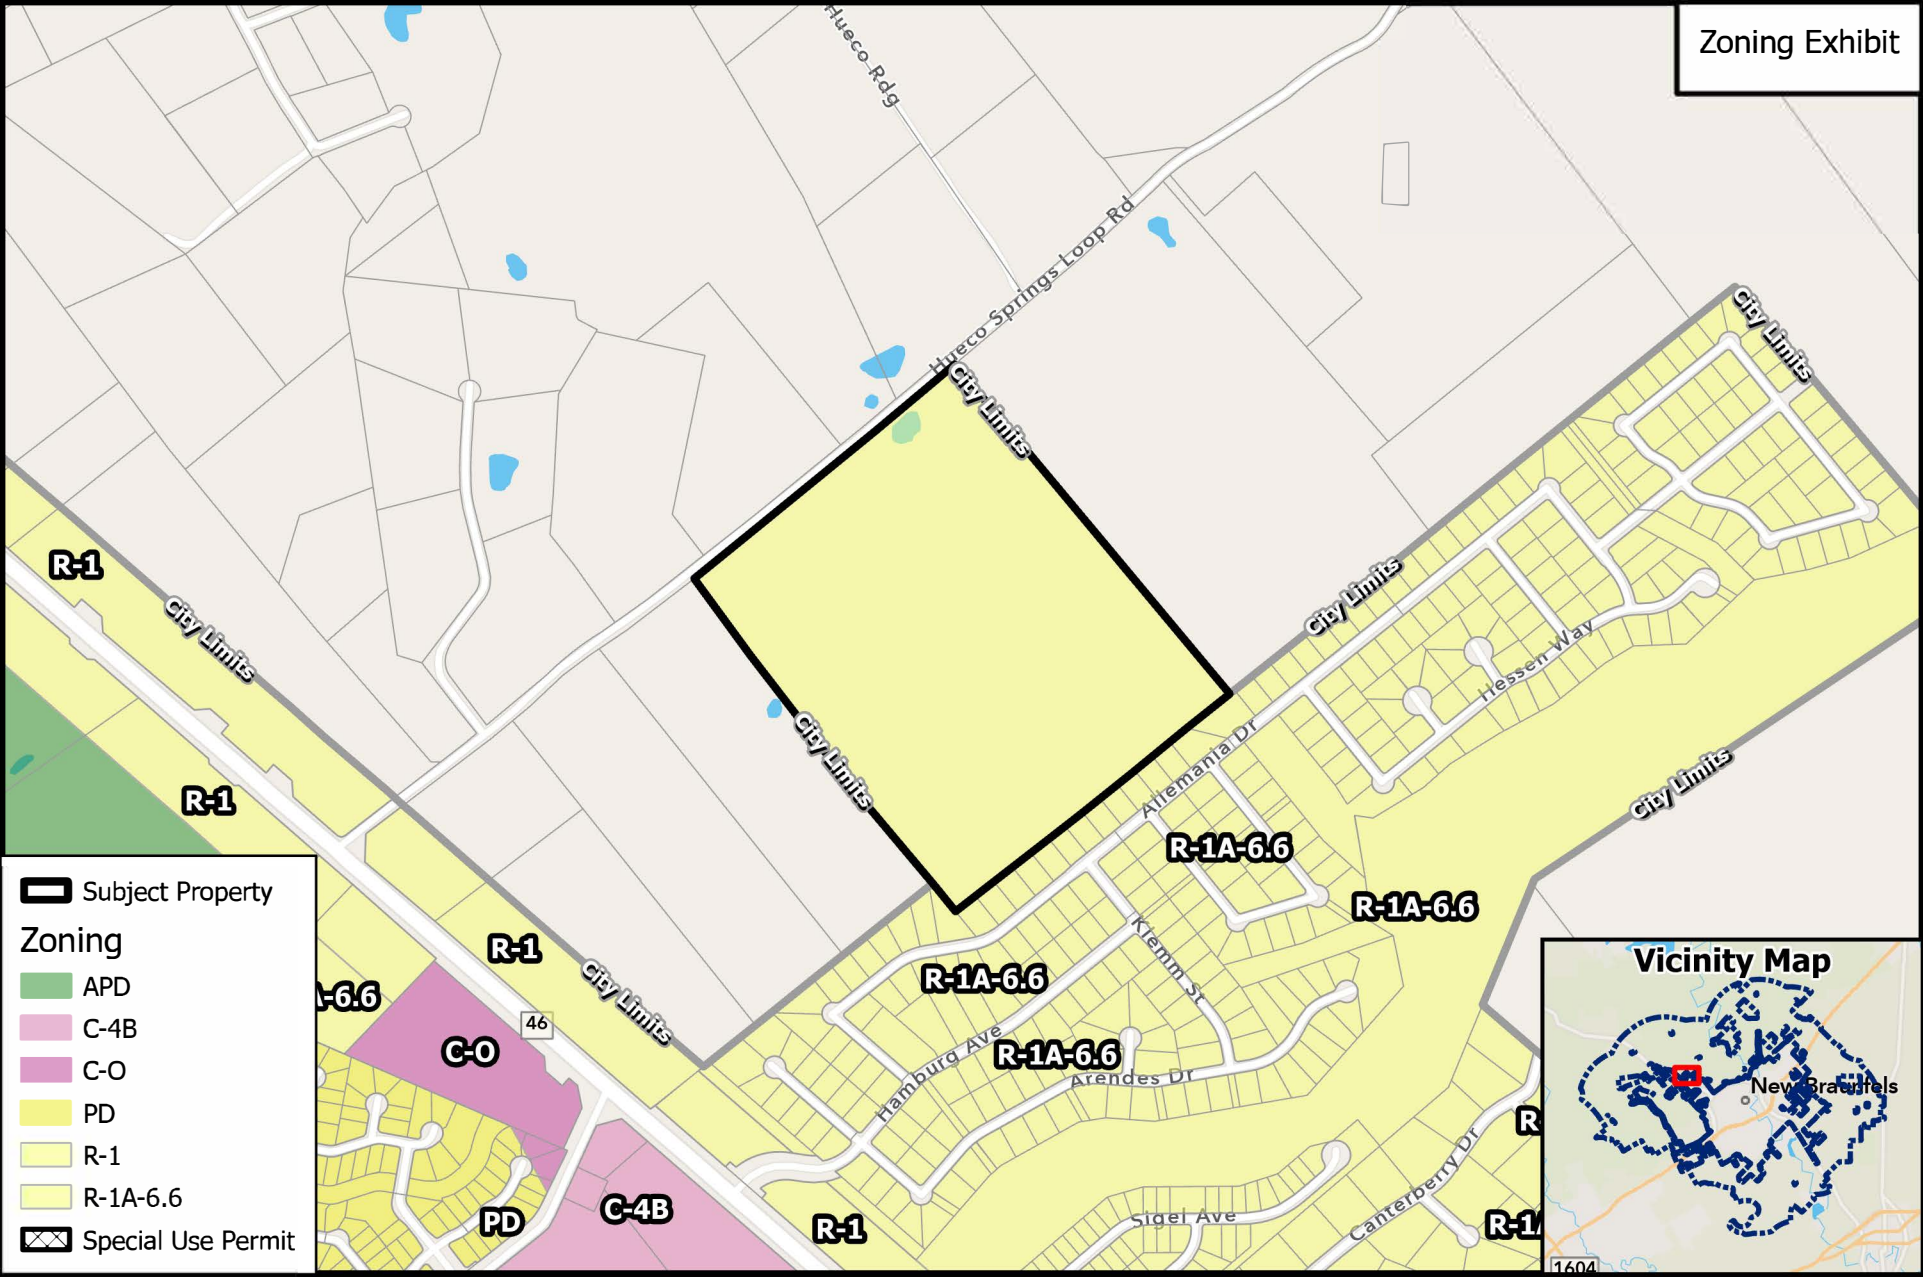 Zoning Exhibit
Hueco Rdg
Hueco Springs Loop Rd
City Limits
City Limits
R-1
City Limits
City Limits
Hessen Way
City Limits
Allemania Dr
City Limits
R-1
R-1A-6.6
R-1A-6.6
Klemm St
R-1
R-1A-6.6
City Limits
-6.6
46
C-O
Hamburg Ave
R-1A-6.6
Arendes Dr
PD
C-4B
R-1
Sigel Ave
Canterberry Dr
R
R-1
Subject Property
Zoning
APD
C-4B
C-O
PD
R-1
R-1A-6.6
Special Use Permit
Vicinity Map
New Braunfels
1604